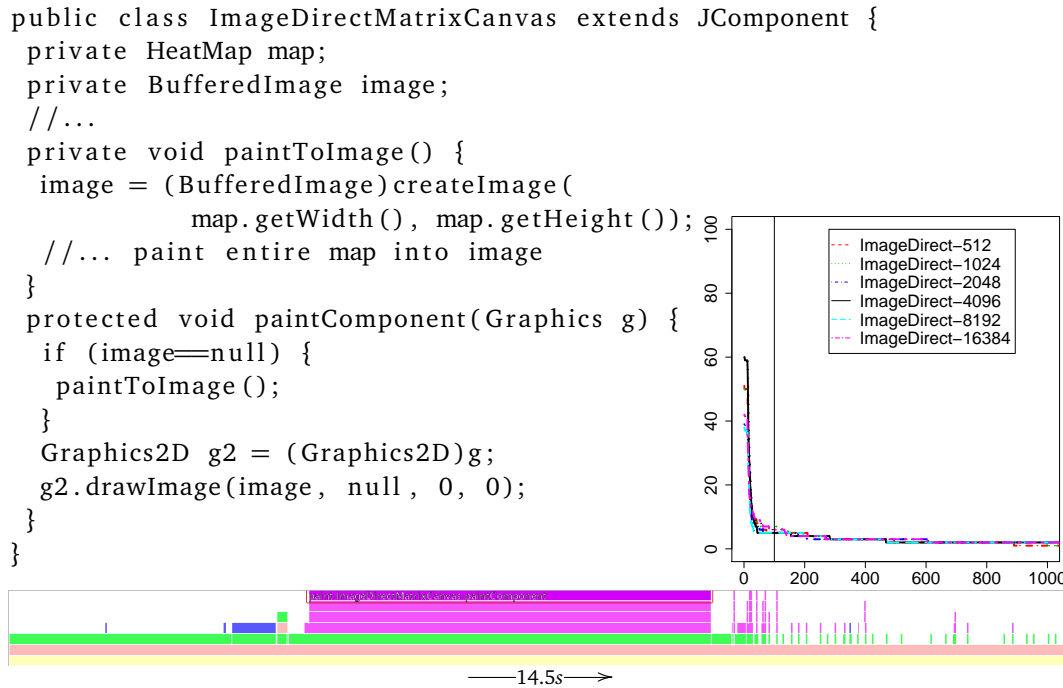 public class ImageDirectMatrixCanvas extends JComponent {
private HeatMap map;
private BufferedImage image;
//...
private void paintToImage() {
image = (BufferedImage)createImage(
map.getWidth(), map.getHeight());
//... paint entire map into image
}
protected void paintComponent(Graphics g) {
if (image==null) {
paintToImage();
}
Graphics2D g2 = (Graphics2D)g;
g2.drawImage(image, null, 0, 0);
}
}
100
80
60
40
20
0
ImageDirect−512
ImageDirect−1024
ImageDirect−2048
ImageDirect−4096
ImageDirect−8192
ImageDirect−16384
0 200 400 600 800 1000
paint ImageDirectMatrixCanvas paintComponent
14.5s